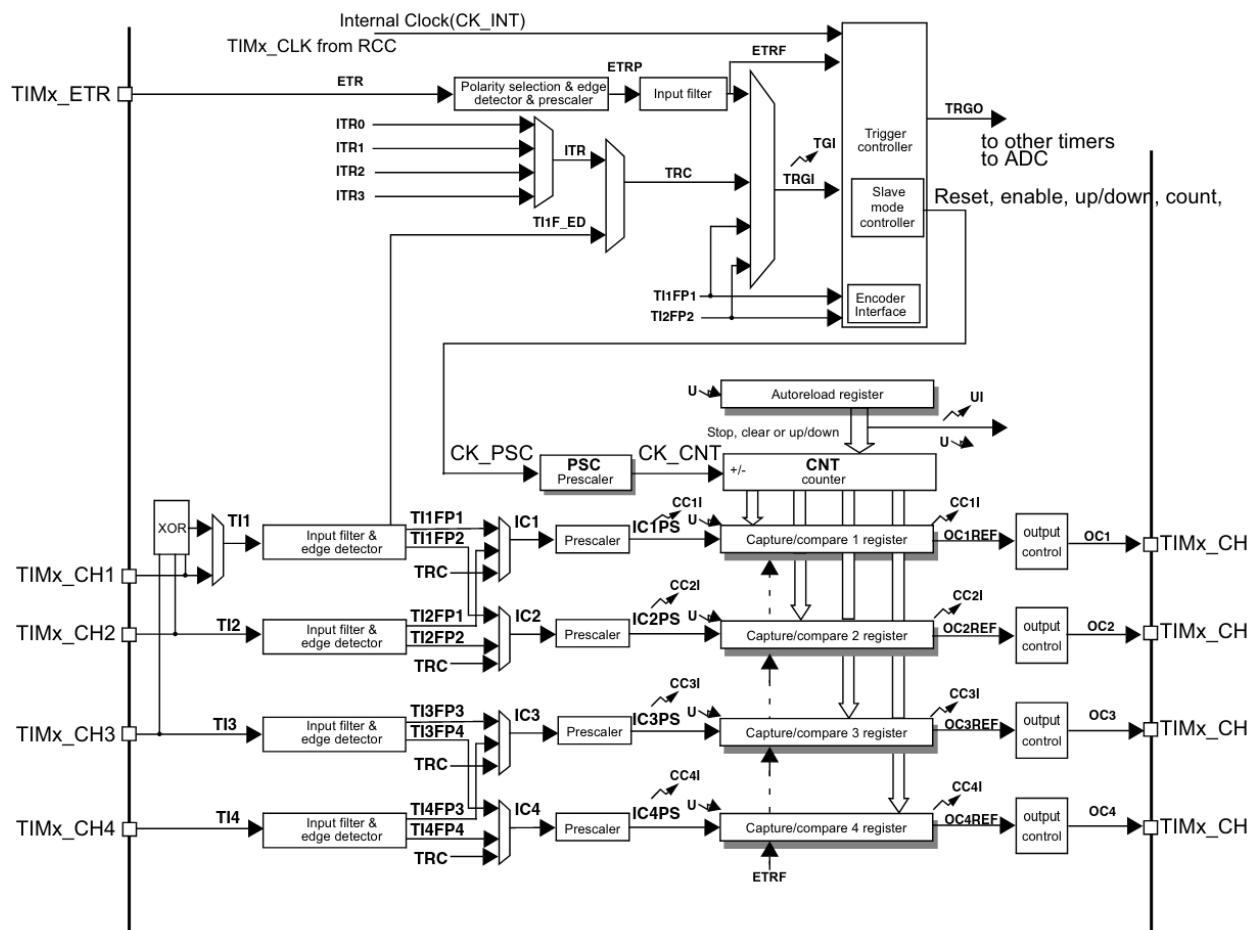 Internal Clock(CK_INT)
TIMx_CLK from RCC
ETRF
TIMx_ETR
ETR
Polarity selection & edge
detector & prescaler
ETRP
Input filter
ITR0
ITR1
ITR2
ITR3
ITR
TRC
TI1F_ED
TGI
TRGI
Trigger
controller
TRGO
to other timers
to ADC
Slave
mode
controller
Reset, enable, up/down, count,
TI1FP1
TI2FP2
Encoder
Interface
U
Autoreload register
UI
Stop, clear or up/down
U
CK_PSC
PSC
Prescaler
CK_CNT
+/-
CNT
counter
XOR
TI1
TIMx_CH1
Input filter &
edge detector
TI1FP1
TI1FP2
TRC
IC1
Prescaler
IC1PS
CC1I
U
Capture/compare 1 register
CC1I
OC1REF
output
control
OC1
TIMx_CH
TIMx_CH2
TI2
Input filter &
edge detector
TI2FP1
TI2FP2
TRC
IC2
Prescaler
IC2PS
CC2I
U
Capture/compare 2 register
CC2I
OC2REF
output
control
OC2
TIMx_CH
TIMx_CH3
TI3
Input filter &
edge detector
TI3FP3
TI3FP4
TRC
IC3
Prescaler
IC3PS
CC3I
U
Capture/compare 3 register
CC3I
OC3REF
output
control
OC3
TIMx_CH
TIMx_CH4
TI4
Input filter &
edge detector
TI4FP3
TI4FP4
TRC
IC4
Prescaler
IC4PS
CC4I
U
Capture/compare 4 register
CC4I
OC4REF
output
control
OC4
TIMx_CH
ETRF